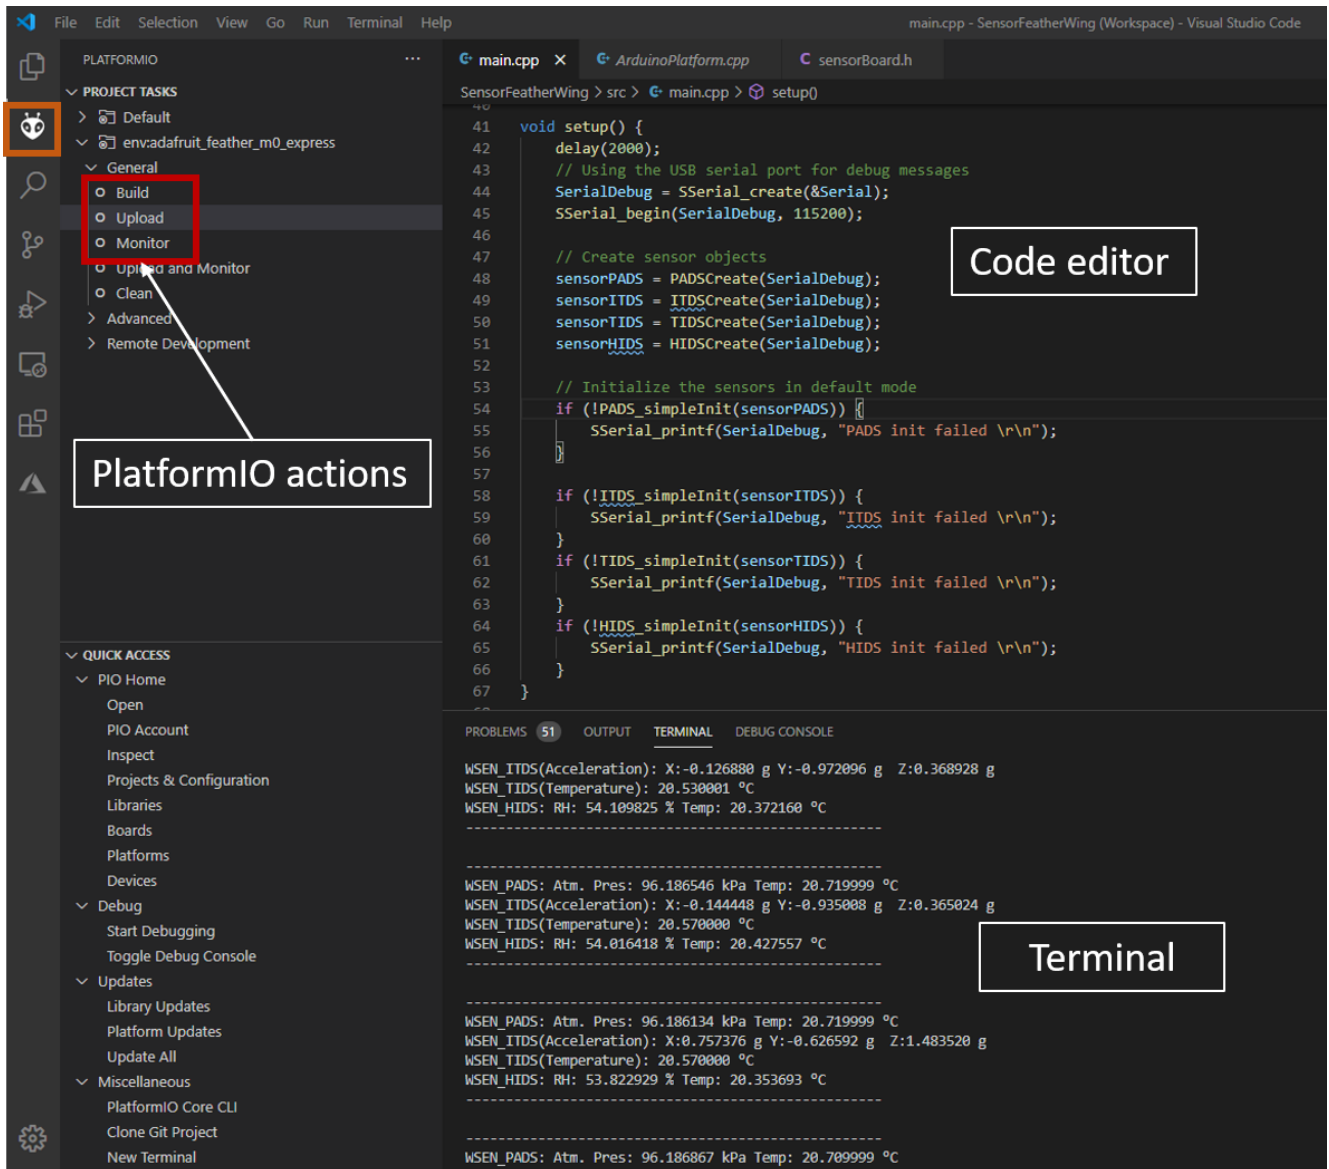 File Edit Selection View Go Run Terminal Help
main.cpp - SensorFeatherWing (Workspace) - Visual Studio Code
PLATFORMIO ...
PROJECT TASKS
Default
env:adafruit_feather_m0_express
General
Build
Upload
Monitor
Upload and Monitor
Clean
Advanced
Remote Development
PlatformIO actions
QUICK ACCESS
PIO Home
Open
PIO Account
Inspect
Projects & Configuration
Libraries
Boards
Platforms
Devices
Debug
Start Debugging
Toggle Debug Console
Updates
Library Updates
Platform Updates
Update All
Miscellaneous
PlatformIO Core CLI
Clone Git Project
New Terminal
main.cpp ArduinoPlatform.cpp sensorBoard.h
SensorFeatherWing > src > main.cpp > setup()
40
41 void setup() {
42 delay(2000);
43 // Using the USB serial port for debug messages
44 SerialDebug = SSerial_create(&Serial);
45 SSerial_begin(SerialDebug, 115200);
46
47 // Create sensor objects
48 sensorPADS = PADSCreate(SerialDebug);
49 sensorITDS = ITDSCreate(SerialDebug);
50 sensorTIDS = TIDSCreate(SerialDebug);
51 sensorHIDS = HIDSCreate(SerialDebug);
52
53 // Initialize the sensors in default mode
54 if (!PADS_simpleInit(sensorPADS)) {
55 SSerial_printf(SerialDebug, "PADS init failed \r\n");
56 }
57
58 if (!ITDS_simpleInit(sensorITDS)) {
59 SSerial_printf(SerialDebug, "ITDS init failed \r\n");
60 }
61 if (!TIDS_simpleInit(sensorTIDS)) {
62 SSerial_printf(SerialDebug, "TIDS init failed \r\n");
63 }
64 if (!HIDS_simpleInit(sensorHIDS)) {
65 SSerial_printf(SerialDebug, "HIDS init failed \r\n");
66 }
67 }
Code editor
PROBLEMS 51 OUTPUT TERMINAL DEBUG CONSOLE
WSEN_ITDS(Acceleration): X:-0.126880 g Y:-0.972096 g Z:0.368928 g
WSEN_TIDS(Temperature): 20.530001 ºC
WSEN_HIDS: RH: 54.109825 % Temp: 20.372160 ºC
---------------------------------------------------
---------------------------------------------------
WSEN_PADS: Atm. Pres: 96.186546 kPa Temp: 20.719999 ºC
WSEN_ITDS(Acceleration): X:-0.144448 g Y:-0.935008 g Z:0.365024 g
WSEN_TIDS(Temperature): 20.570000 ºC
WSEN_HIDS: RH: 54.016418 % Temp: 20.427557 ºC
---------------------------------------------------
---------------------------------------------------
WSEN_PADS: Atm. Pres: 96.186134 kPa Temp: 20.719999 ºC
WSEN_ITDS(Acceleration): X:0.757376 g Y:-0.626592 g Z:1.483520 g
WSEN_TIDS(Temperature): 20.570000 ºC
WSEN_HIDS: RH: 53.822929 % Temp: 20.353693 ºC
---------------------------------------------------
---------------------------------------------------
WSEN_PADS: Atm. Pres: 96.186867 kPa Temp: 20.709999 ºC
Terminal